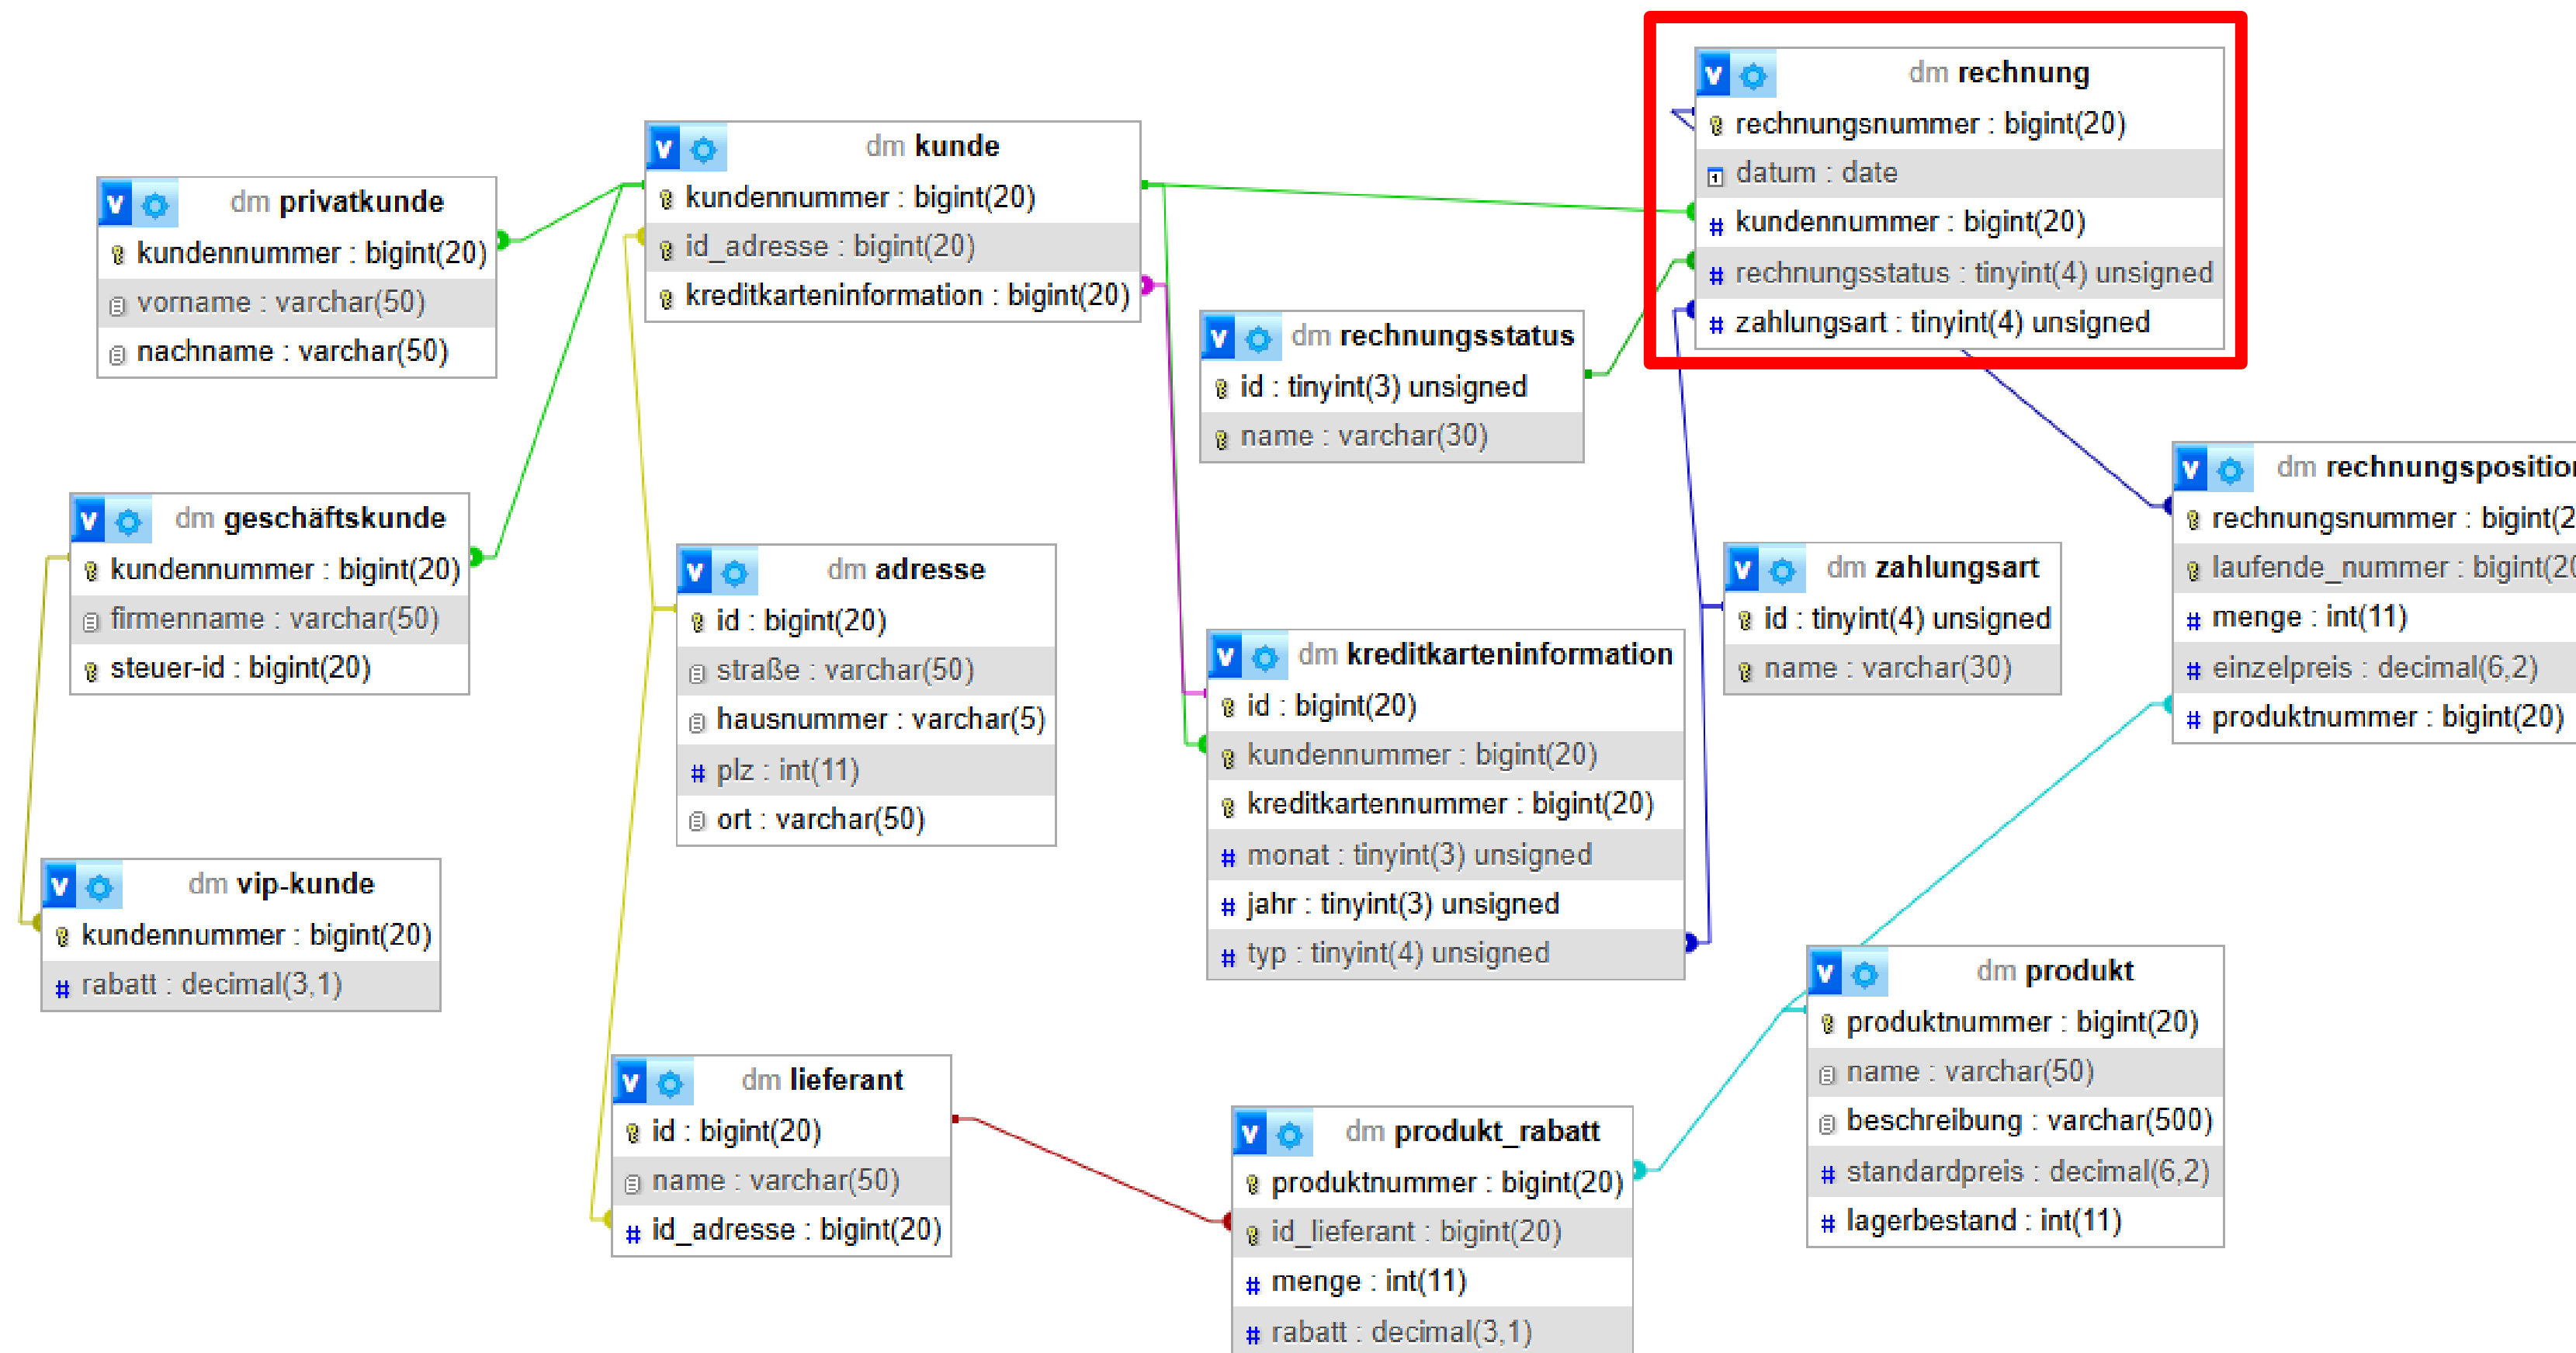 dm rechnung
rechnungsnummer : bigint(20)
datum : date
kundennummer : bigint(20)
rechnungsstatus : tinyint(4) unsigned
zahlungsart : tinyint(4) unsigned
dm kunde
kundennummer : bigint(20)
id_adresse : bigint(20)
kreditkarteninformation : bigint(20)
dm privatkunde
kundennummer : bigint(20)
vorname : varchar(50)
nachname : varchar(50)
dm rechnungsstatus
id : tinyint(3) unsigned
name : varchar(30)
dm rechnungsposition
rechnungsnummer : bigint(2
laufende_nummer : bigint(20
menge : int(11)
einzelpreis : decimal(6,2)
produktnummer : bigint(20)
dm geschäftskunde
kundennummer : bigint(20)
firmenname : varchar(50)
steuer-id : bigint(20)
dm adresse
id : bigint(20)
straße : varchar(50)
hausnummer : varchar(5)
plz : int(11)
ort : varchar(50)
dm zahlungsart
id : tinyint(4) unsigned
name : varchar(30)
dm kreditkarteninformation
id : bigint(20)
kundennummer : bigint(20)
kreditkartennummer : bigint(20)
monat : tinyint(3) unsigned
jahr : tinyint(3) unsigned
typ : tinyint(4) unsigned
dm vip-kunde
kundennummer : bigint(20)
rabatt : decimal(3,1)
dm produkt
produktnummer : bigint(20)
name : varchar(50)
beschreibung : varchar(500)
standardpreis : decimal(6,2)
lagerbestand : int(11)
dm lieferant
id : bigint(20)
name : varchar(50)
id_adresse : bigint(20)
dm produkt_rabatt
produktnummer : bigint(20)
id_lieferant : bigint(20)
menge : int(11)
rabatt : decimal(3,1)